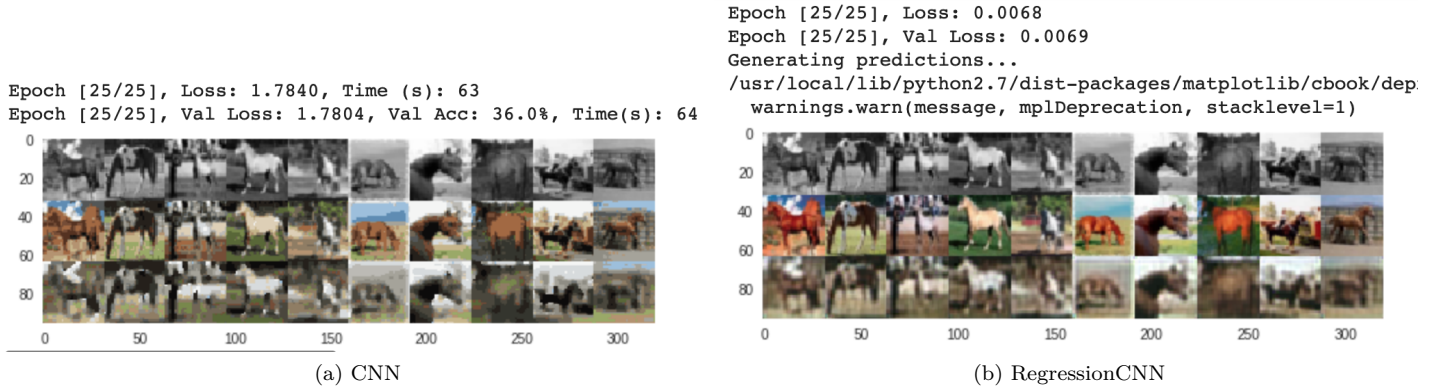 Epoch [25/25], Loss: 1.7840, Time (s): 63
Epoch [25/25], Val Loss: 1.7804, Val Acc: 36.0%, Time(s): 64
0
20
40
60
80
0 50 100 150 200 250 300
(a) CNN
Epoch [25/25], Loss: 0.0068
Epoch [25/25], Val Loss: 0.0069
Generating predictions...
/usr/local/lib/python2.7/dist-packages/matplotlib/cbook/dep
warnings.warn(message, mplDeprecation, stacklevel=1)
0
20
40
60
80
0 50 100 150 200 250 300
(b) RegressionCNN